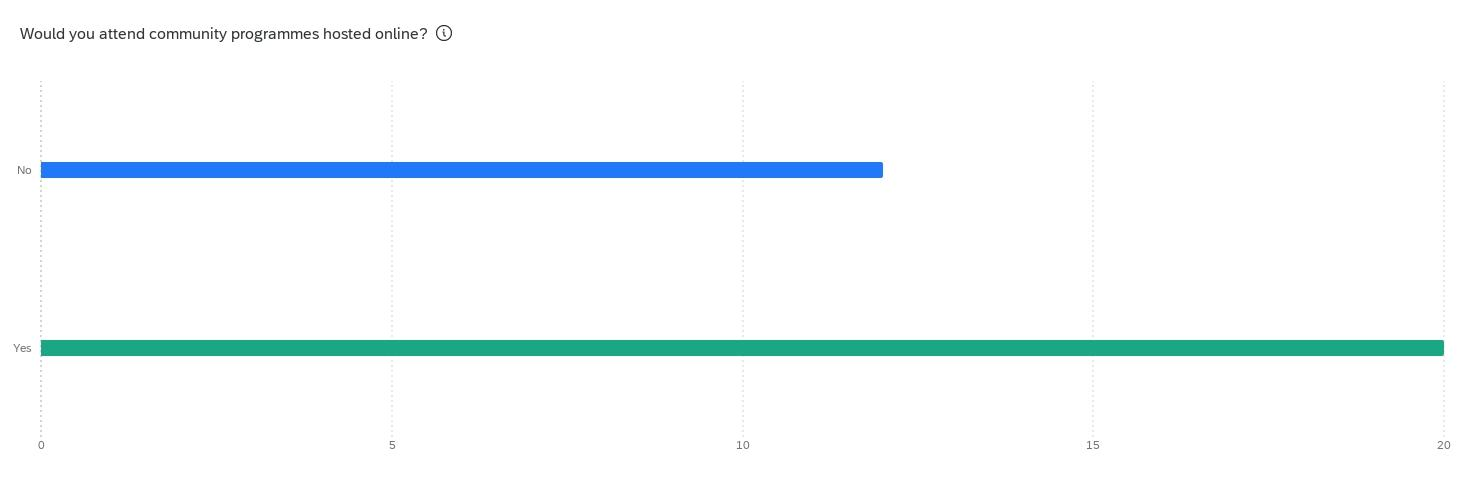 Would you attend community programmes hosted online?
No
Yes
0 5 10 15 20